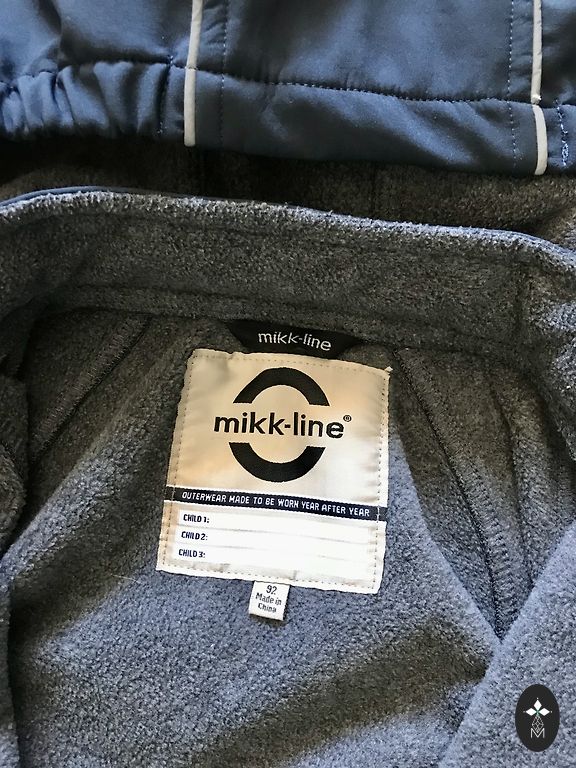 mikk-line
mikk-line®
OUTERWEAR MADE TO BE WORN YEAR AFTER YEAR
CHILD 1:
CHILD 2:
CHILD 3:
92
Made in
China
M